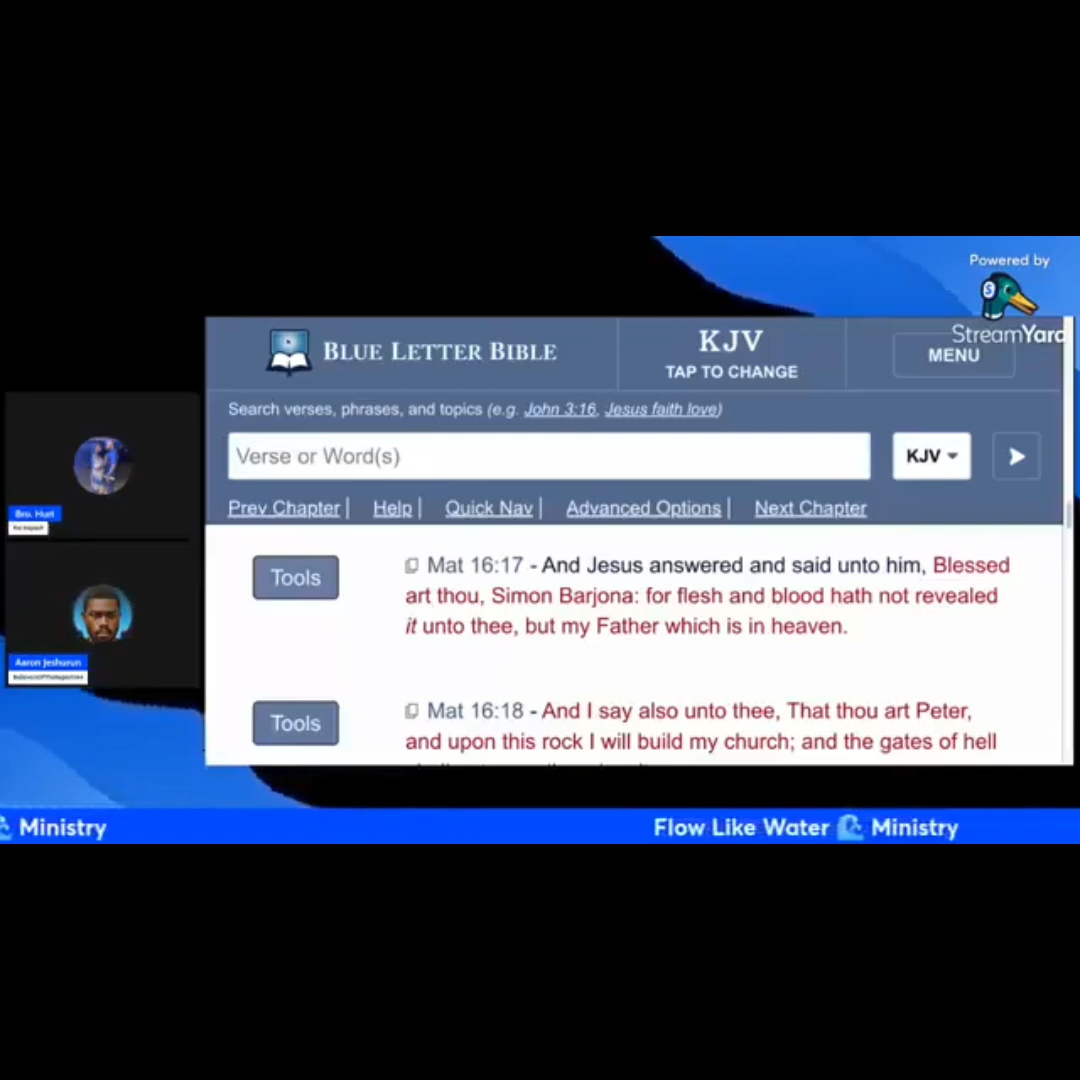 Powered by
StreamYard
BLUE LETTER BIBLE
KJV
TAP TO CHANGE
MENU
Search verses, phrases, and topics (e.g. John 3:16, Jesus faith love)
Verse or Word(s)
KJV
Prev Chapter | Help | Quick Nav | Advanced Options | Next Chapter
Tools
Mat 16:17 - And Jesus answered and said unto him, Blessed
art thou, Simon Barjona: for flesh and blood hath not revealed
it unto thee, but my Father which is in heaven.
Tools
Mat 16:18 - And I say also unto thee, That thou art Peter,
and upon this rock I will build my church; and the gates of hell
Bro. Hurt
Aaron Jeshurun
Ministry
Flow Like Water Ministry